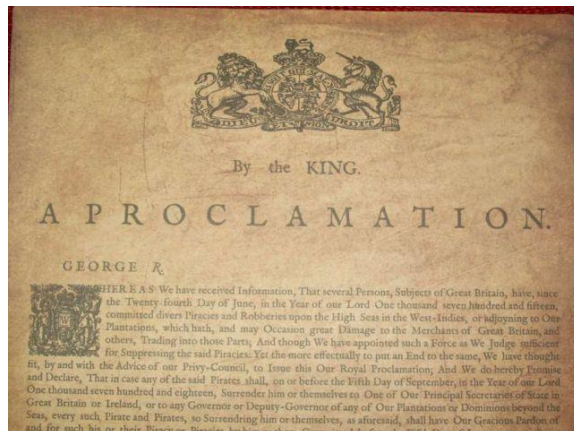 DIEU ET MON DROIT
By the KING.
A PROCLAMATION.
GEORGE R.
WHEREAS We have received Information, That several Persons, Subjects of Great Britain, have, since
the Twenty fourth Day of June, in the Year of our Lord One thousand seven hundred and fifteen,
committed divers Piracies and Robberies upon the High Seas in the West-Indies, or adjoyning to Our
Plantations, which hath, and may Occasion great Damage to the Merchants of Great Britain, and
others, Trading into those Parts; And though We have appointed such a Force as We Judge sufficient
for Suppressing the said Piracies: Yet the more effectually to put an End to the same, We have thought
fit, by and with the Advice of our Privy-Council, to Issue this Our Royal Proclamation; And We do hereby Promise
and Declare, That in case any of the said Pirates shall, on or before the Fifth Day of September, in the Year of our Lord
One thousand seven hundred and eighteen, Surrender him or themselves to One of Our Principal Secretaries of State in
Great Britain or Ireland, or to any Governor or Deputy-Governor of any of Our Plantations or Dominions beyond the
Seas, every such Pirate and Pirates, so Surrendring him or themselves, as aforesaid, shall have Our Gracious Pardon of
and for such his or their